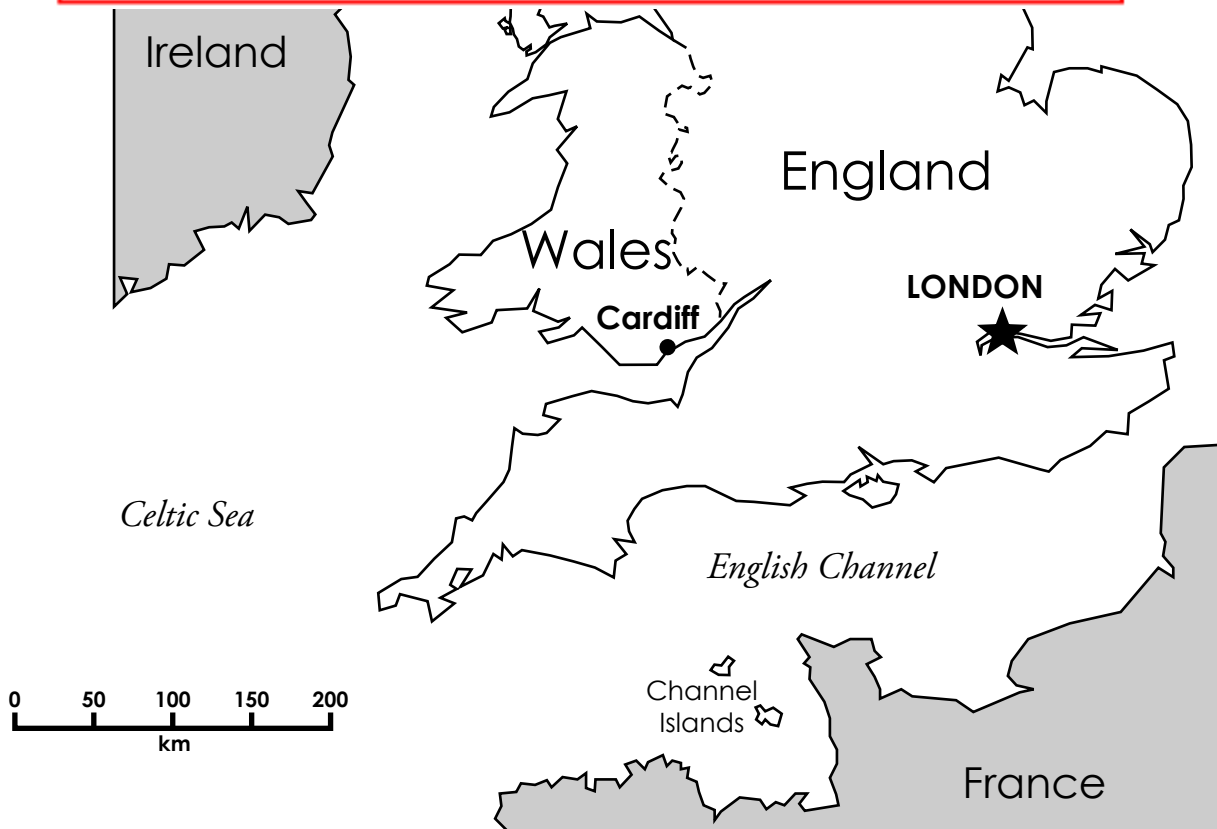 Ireland
England
Wales
LONDON
Cardiff
Celtic Sea
English Channel
Channel
Islands
0 50 100 150 200
km
France